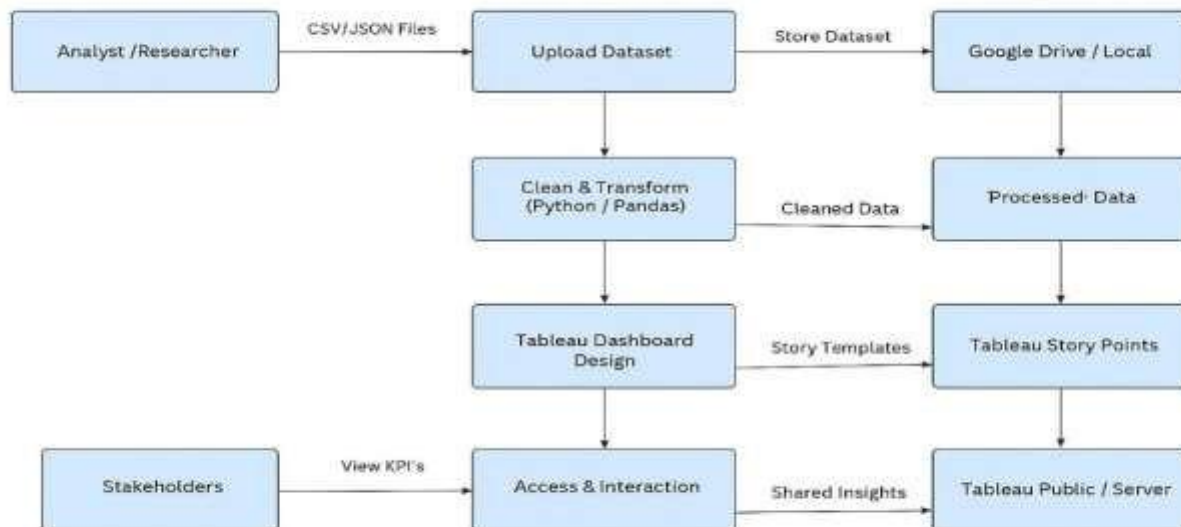 Analyst /Researcher
CSV/JSON Files
Upload Dataset
Store Dataset
Google Drive / Local
Clean & Transform
(Python / Pandas)
Cleaned Data
'Processed· Data
Tableau Dashboard
Design
Story Templates
Tableau Story Points
Stakeholders
View KPI's
Access & Interaction
Shared Insights
Tableau Public / Server